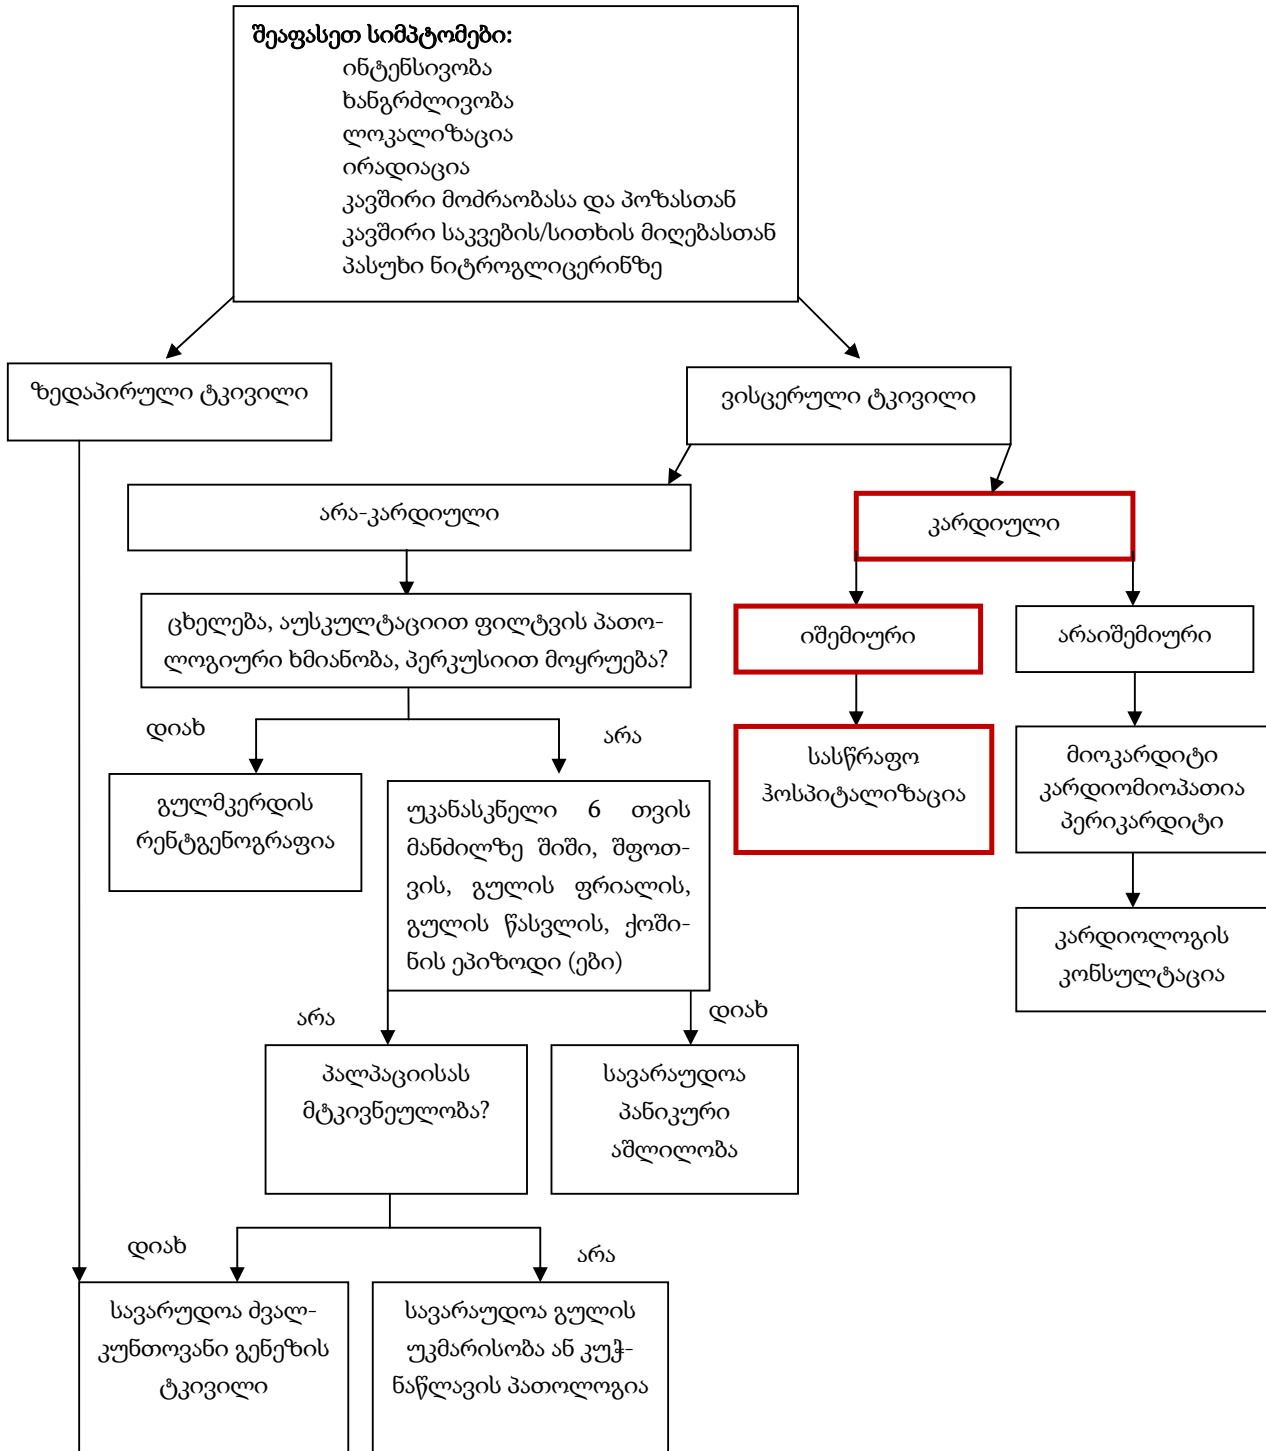 შეაფასეთ სიმპტომები:
ინტენსივობა
ხანგრძლივობა
ლოკალიზაცია
ირადიაცია
კავშირი მოძრაობასა და პოზასთან
კავშირი საკვების/სითხის მიღებასთან
პასუხი ნიტროგლიცერინზე
ზედაპირული ტკივილი
ვისცერული ტკივილი
არა-კარდიული
კარდიული
ცხელება, აუსკულტაციით ფილტვის პათო-
ლოგიური ხმიანობა, პერკუსიით მოყრუება?
იშემიური
არაიშემიური
დიახ
არა
გულმკერდის
რენტგენოგრაფია
უკანასკნელი 6 თვის
მანძილზე შიში, შფოთ-
ვის, გულის ფრიალის,
გულის წასვლის, ქოში-
ნის ეპიზოდი (ები)
სასწრაფო
ჰოსპიტალიზაცია
მიოკარდიტი
კარდიომიოპათია
პერიკარდიტი
კარდიოლოგის
კონსულტაცია
არა
დიახ
პალპაციისას
მტკივნეულობა?
სავარაუდოა
პანიკური
აშლილობა
დიახ
არა
სავარუდოა ძვალ-
კუნთოვანი გენეზის
ტკივილი
სავარაუდოა გულის
უკმარისობა ან კუჭ-
ნაწლავის პათოლოგია